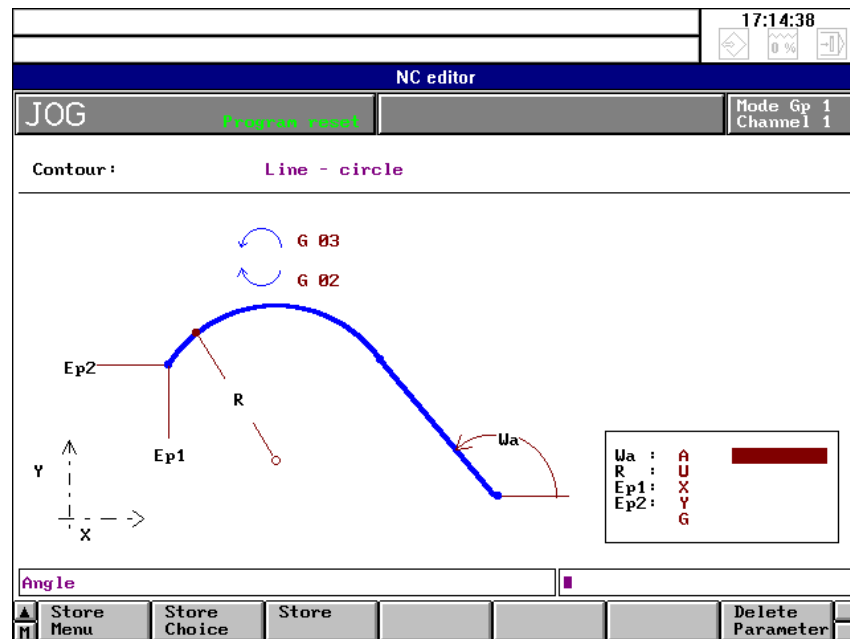 17:14:38
0 %
NC editor
JOG
Program reset
Mode Gp 1
Channel 1
Contour:
Line - circle
G 03
G 02
Ep2
R
Ep1
Wa
Y
X
Wa : A
R : U
Ep1: X
Ep2: Y
G
Angle
M
Store
Menu
Store
Choice
Store
Delete
Parameter